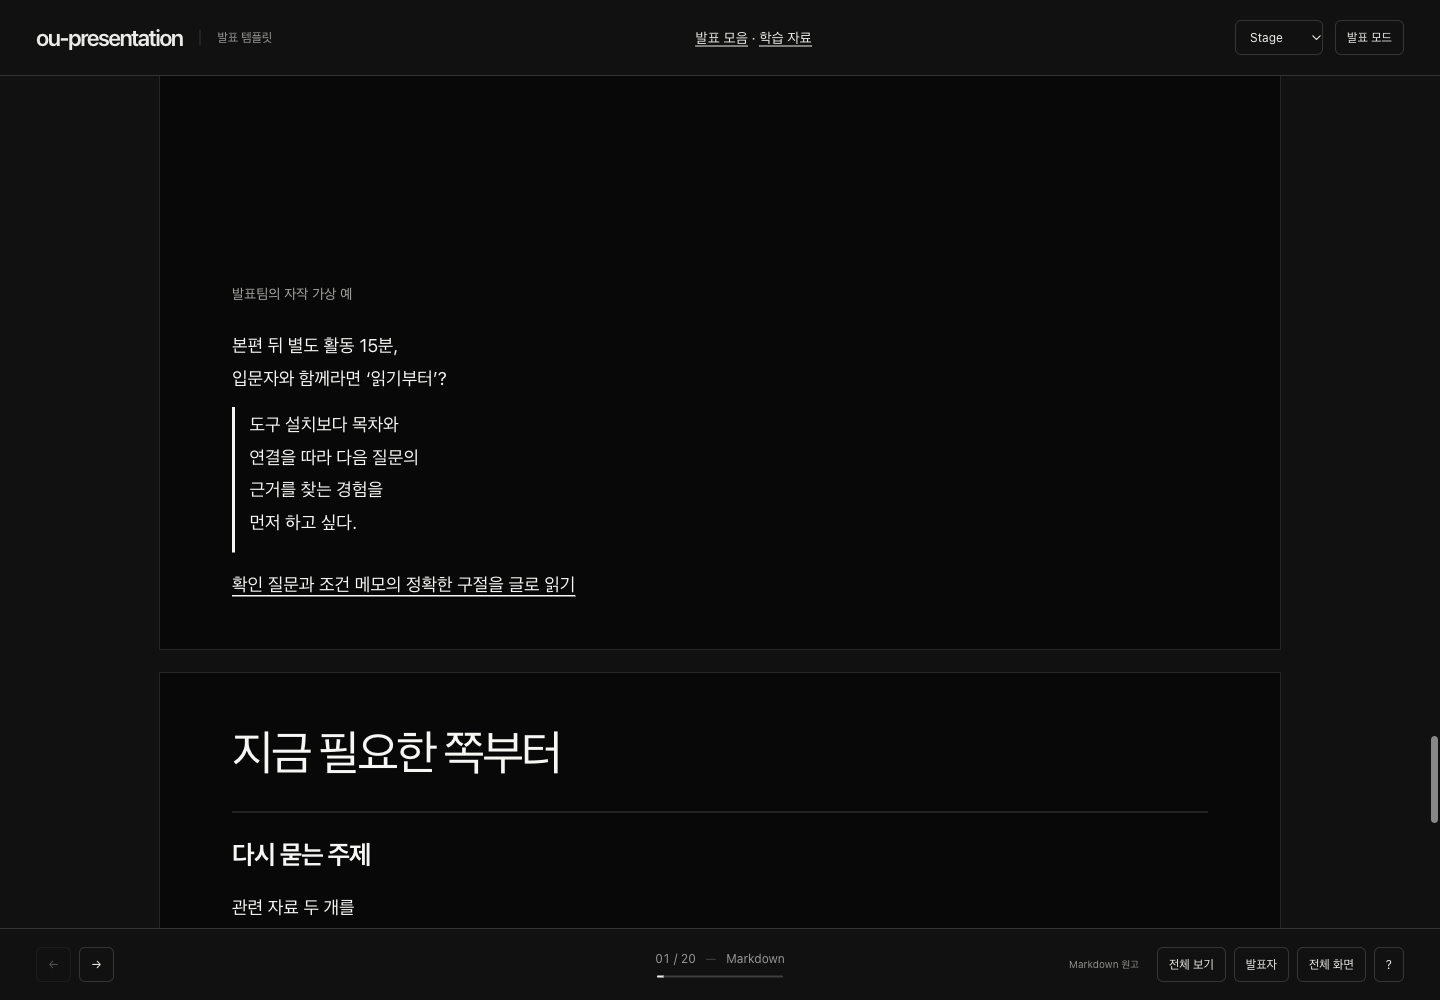 ou-presentation
발표 템플릿
발표 모음 · 학습 자료
Stage
발표 모드
발표팀의 자작 가상 예
본편 뒤 별도 활동 15분,
입문자와 함께라면 ‘읽기부터’?
도구 설치보다 목차와
연결을 따라 다음 질문의
근거를 찾는 경험을
먼저 하고 싶다.
확인 질문과 조건 메모의 정확한 구절을 글로 읽기
지금 필요한 쪽부터
다시 묻는 주제
관련 자료 두 개를
← →
01 / 20 — Markdown
Markdown 원고
전체 보기
발표자
전체 화면
?